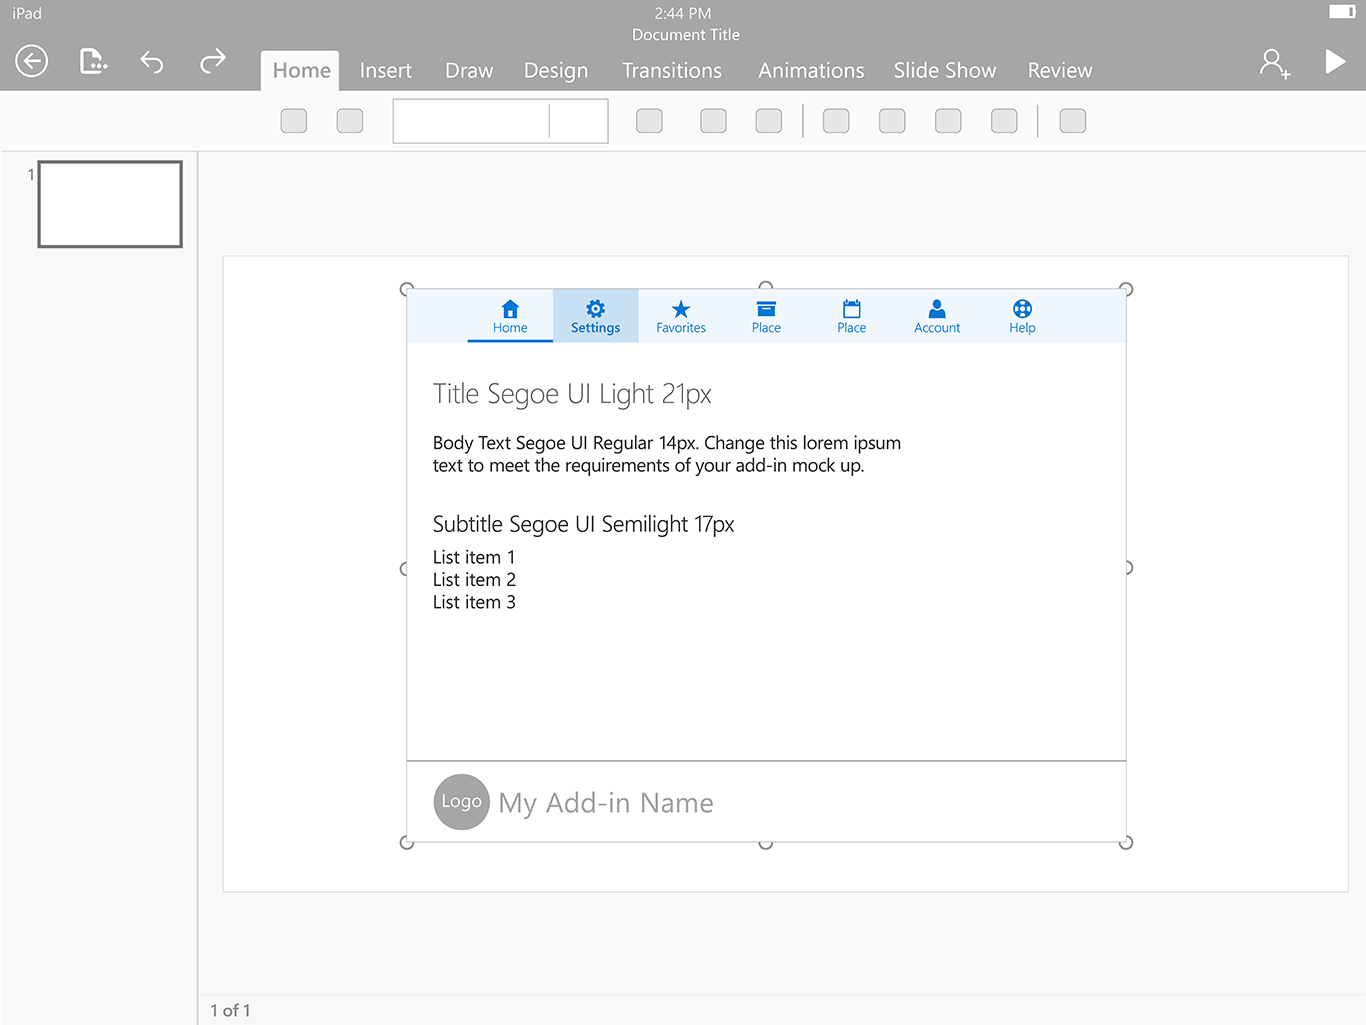 iPad
2:44 PM
Document Title
Home Insert Draw Design Transitions Animations Slide Show Review
1
Home Settings Favorites Place Place Account Help
Title Segoe UI Light 21px
Body Text Segoe UI Regular 14px. Change this lorem ipsum
text to meet the requirements of your add-in mock up.
Subtitle Segoe UI Semilight 17px
List item 1
List item 2
List item 3
Logo My Add-in Name
1 of 1